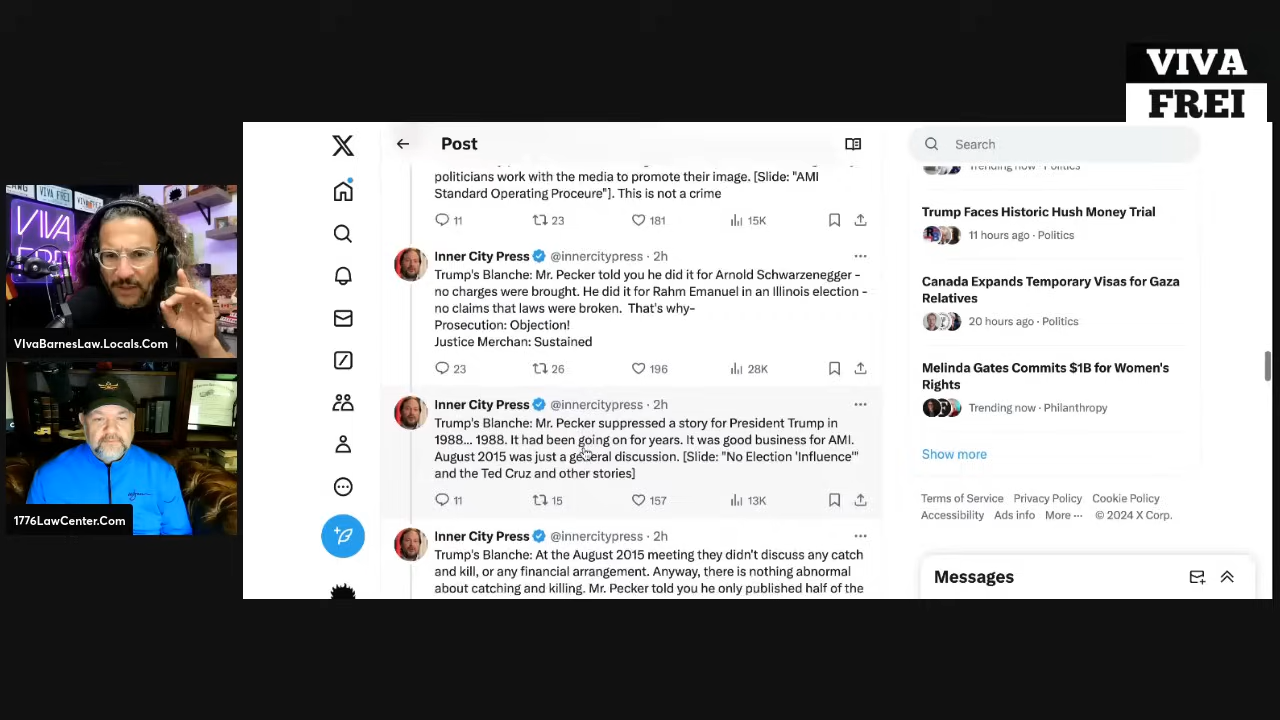 VIVA
FREI
VIVA FREI
VIVA
VIvaBarnesLaw.Locals.Com
1776LawCenter.Com
Post
politicians work with the media to promote their image. [Slide: "AMI
Standard Operating Proceure"]. This is not a crime
11 23 181 15K
Inner City Press @innercitypress · 2h
Trump's Blanche: Mr. Pecker told you he did it for Arnold Schwarzenegger -
no charges were brought. He did it for Rahm Emanuel in an Illinois election -
no claims that laws were broken. That's why-
Prosecution: Objection!
Justice Merchan: Sustained
23 26 196 28K
Inner City Press @innercitypress · 2h
Trump's Blanche: Mr. Pecker suppressed a story for President Trump in
1988... 1988. It had been going on for years. It was good business for AMI.
August 2015 was just a general discussion. [Slide: "No Election 'Influence'"
and the Ted Cruz and other stories]
11 15 157 13K
Inner City Press @innercitypress · 2h
Trump's Blanche: At the August 2015 meeting they didn't discuss any catch
and kill, or any financial arrangement. Anyway, there is nothing abnormal
about catching and killing. Mr. Pecker told you he only published half of the
Search
Trending now · Politics
Trump Faces Historic Hush Money Trial
11 hours ago · Politics
Canada Expands Temporary Visas for Gaza
Relatives
20 hours ago · Politics
Melinda Gates Commits $1B for Women's
Rights
Trending now · Philanthropy
Show more
Terms of Service Privacy Policy Cookie Policy
Accessibility Ads info More ··· © 2024 X Corp.
Messages